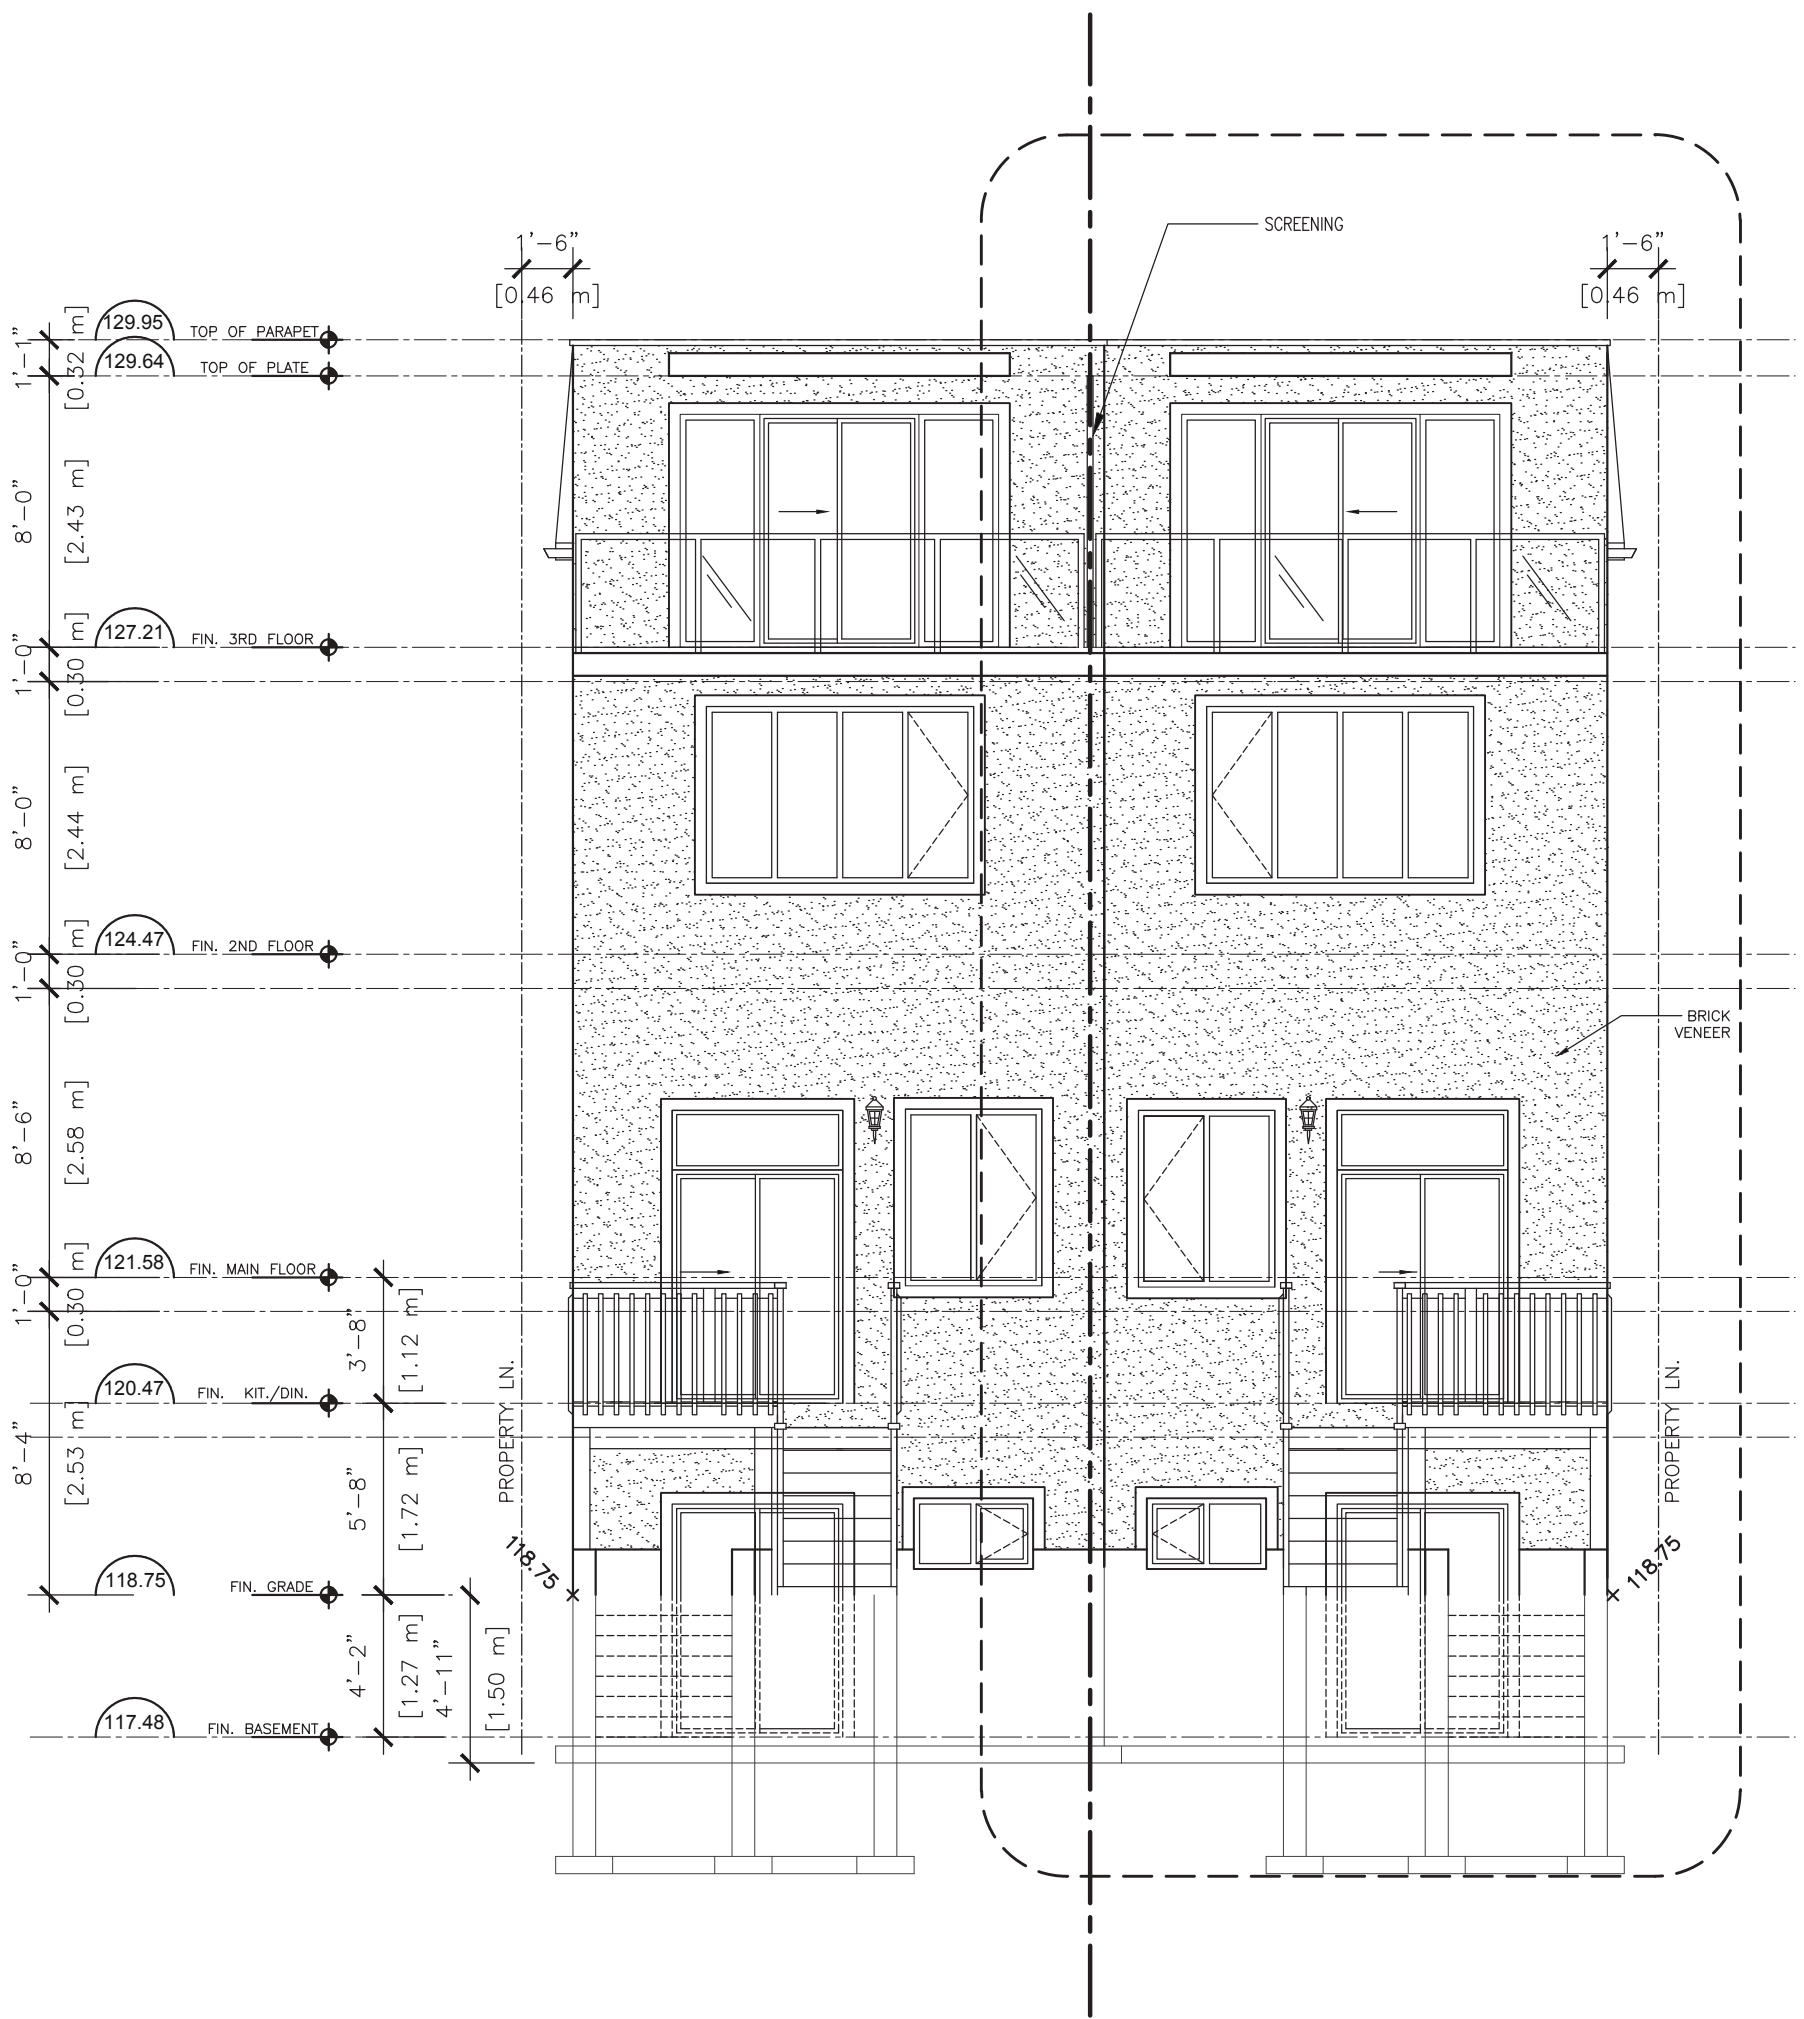 SCREENING
1'-6"
[0.46 m]
1'-6"
[0.46 m]
129.95
TOP OF PARAPET
1'-1"
[0.32 m]
129.64
TOP OF PLATE
8'-0"
[2.43 m]
127.21
FIN. 3RD FLOOR
1'-0"
[0.30 m]
8'-0"
[2.44 m]
124.47
FIN. 2ND FLOOR
1'-0"
[0.30 m]
BRICK
VENEER
8'-6"
[2.58 m]
121.58
FIN. MAIN FLOOR
1'-0"
[0.30 m]
3'-8"
[1.12 m]
120.47
FIN. KIT./DIN.
8'-4"
[2.53 m]
5'-8"
[1.72 m]
PROPERTY LN.
PROPERTY LN.
118.75
118.75
118.75
FIN. GRADE
4'-2"
[1.27 m]
4'-11"
[1.50 m]
117.48
FIN. BASEMENT